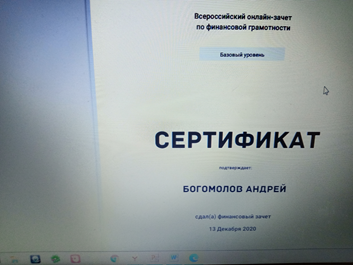 Всероссийский онлайн-зачет
по финансовой грамотности
Базовый уровень
СЕРТИФИКАТ
подтверждает:
БОГОМОЛОВ АНДРЕЙ
сдал(а) финансовый зачет
13 Декабря 2020